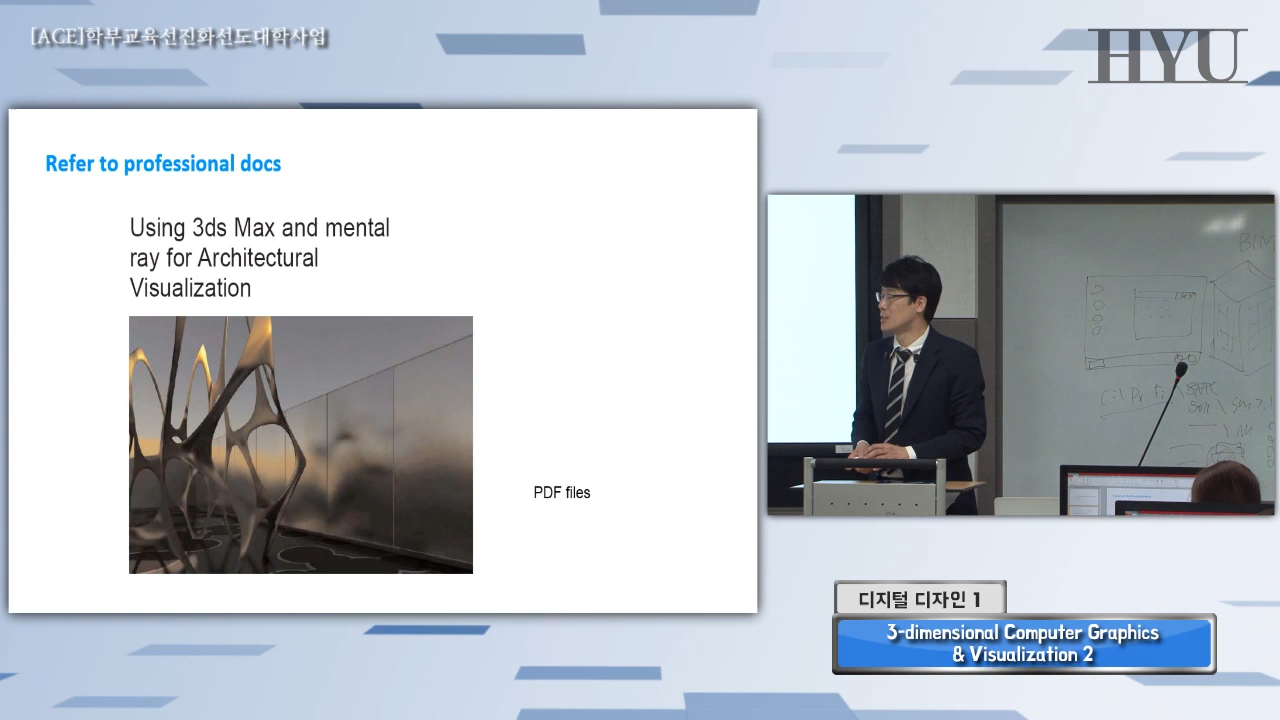 [ACE]학부교육선진화선도대학사업
HYU
Refer to professional docs
Using 3ds Max and mental
ray for Architectural
Visualization
PDF files
BIM
디지털 디자인 1
3-dimensional Computer Graphics
& Visualization 2